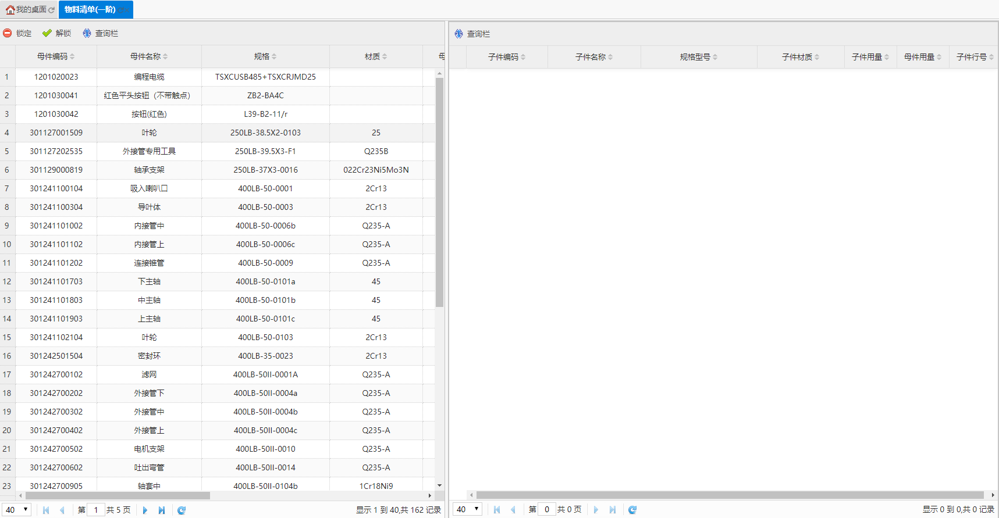 我的桌面 物料清单(一阶)
锁定 解锁 查询栏
母件编码 母件名称 规格 材质
1 1201020023 编程电缆 TSXCUSB485+TSXCRJMD25
2 1201030041 红色平头按钮（不带触点） ZB2-BA4C
3 1201030042 按钮(红色) L39-B2-11/r
4 301127001509 叶轮 250LB-38.5X2-0103 25
5 301127202535 外接管专用工具 250LB-39.5X3-F1 Q235B
6 301129000819 轴承支架 250LB-37X3-0016 022Cr23Ni5Mo3N
7 301241100104 吸入喇叭口 400LB-50-0001 2Cr13
8 301241100304 导叶体 400LB-50-0003 2Cr13
9 301241101002 内接管中 400LB-50-0006b Q235-A
10 301241101102 内接管上 400LB-50-0006c Q235-A
11 301241101202 连接锥管 400LB-50-0009 Q235-A
12 301241101703 下主轴 400LB-50-0101a 45
13 301241101803 中主轴 400LB-50-0101b 45
14 301241101903 上主轴 400LB-50-0101c 45
15 301241102104 叶轮 400LB-50-0103 2Cr13
16 301242501504 密封环 400LB-35-0023 2Cr13
17 301242700102 滤网 400LB-50II-0001A Q235-A
18 301242700202 外接管下 400LB-50II-0004a Q235-A
19 301242700302 外接管中 400LB-50II-0004b Q235-A
20 301242700402 外接管上 400LB-50II-0004c Q235-A
21 301242700502 电机支架 400LB-50II-0010 Q235-A
22 301242700602 吐出弯管 400LB-50II-0014 Q235-A
23 301242700905 轴套中 400LB-50II-0104b 1Cr18Ni9
40 第 1 共 5 页 显示 1 到 40,共 162 记录
查询栏
子件编码 子件名称 规格型号 子件材质 子件用量 母件用量 子件行号
40 第 0 共 0 页 显示 0 到 0,共 0 记录